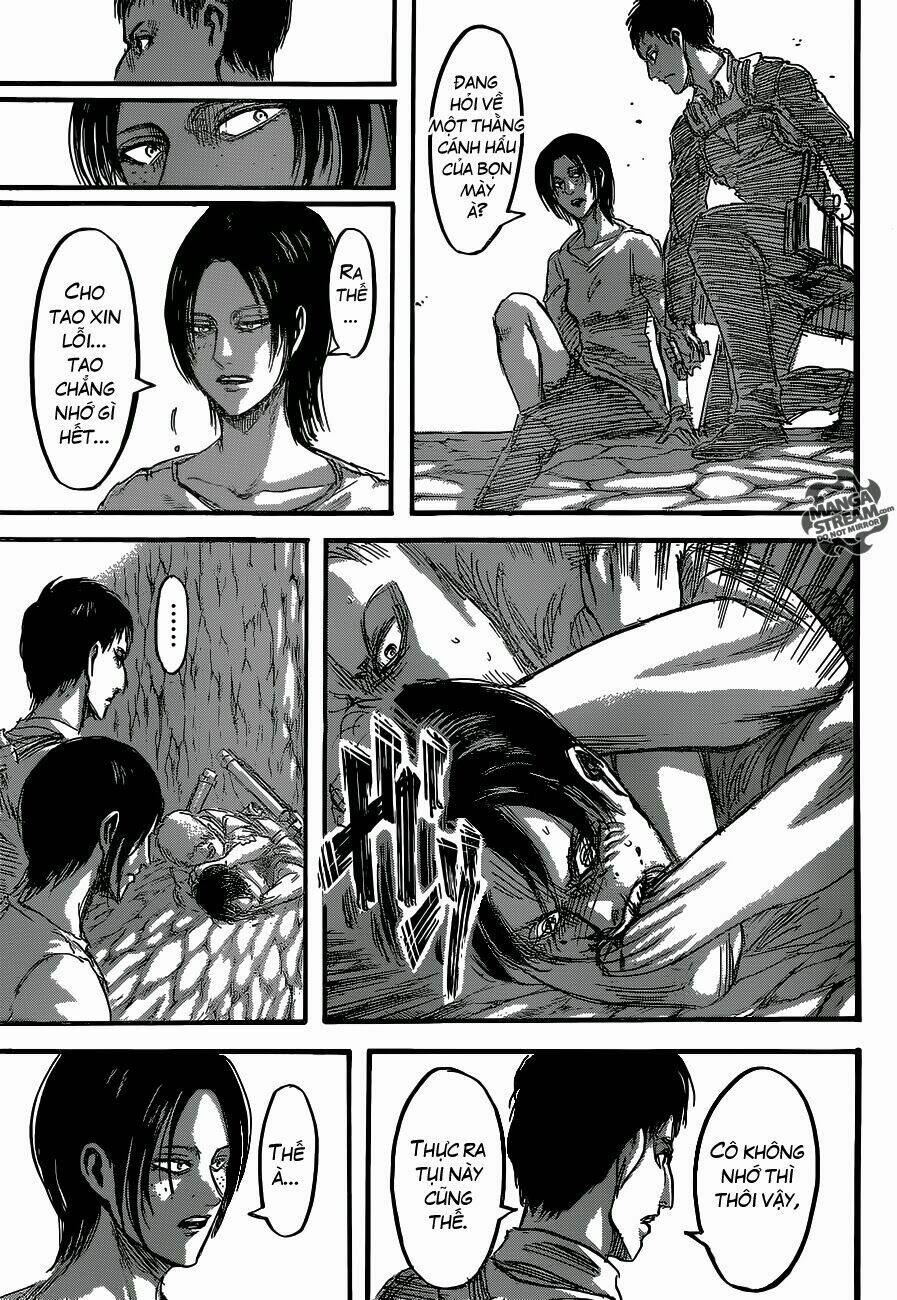 ĐANG
HỎI VỀ
MỘT THẰNG
CÁNH HẨU
CỦA BỌN
MÀY
À?
RA
THẾ
...
CHO
TAO XIN
LỖI...
TAO
CHẲNG
NHỚ GÌ
HẾT...
MANGA
STREAM.com
DO NOT MIRROR
......
CÔ KHÔNG
NHỚ THÌ
THÔI VẬY,
THỰC RA
TỤI NÀY
CŨNG
THẾ.
THẾ
À...